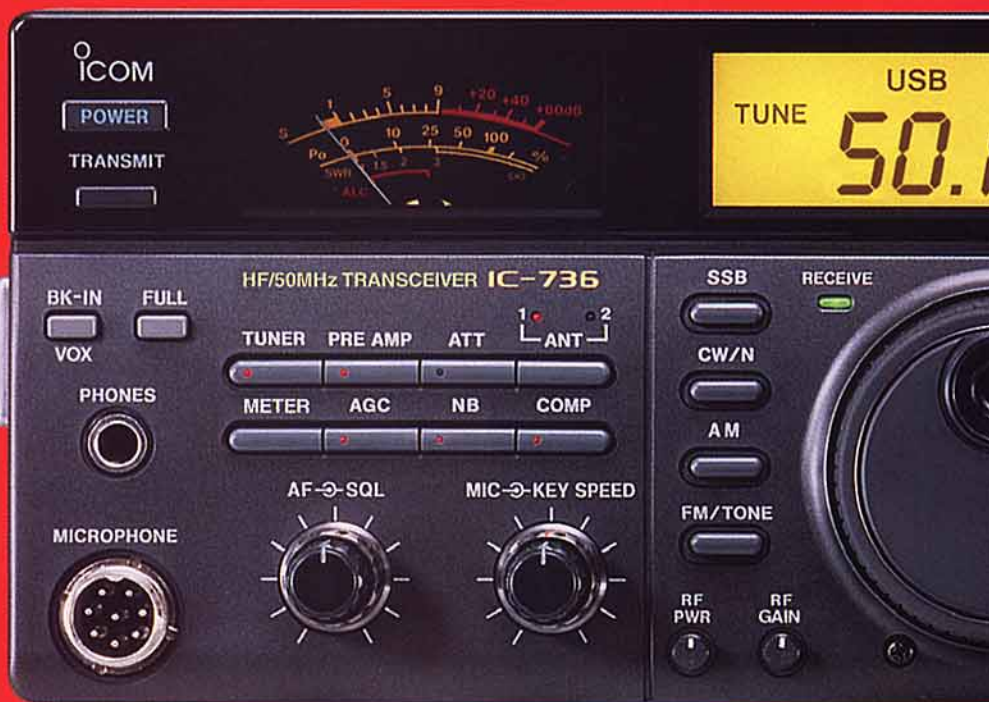 ICOM
POWER
TRANSMIT
S 1 5 9 +20 +40 +60dB
Po 0 10 25 50 100 %
SWR 1 1.5 2 3
ALC
USB
TUNE
50.
HF/50MHz TRANSCEIVER IC-736
BK-IN FULL
VOX
1 2
TUNER PRE AMP ATT ANT
PHONES
METER AGC NB COMP
AF SQL MIC KEY SPEED
MICROPHONE
SSB RECEIVE
CW/N
AM
FM/TONE
RF PWR
RF GAIN